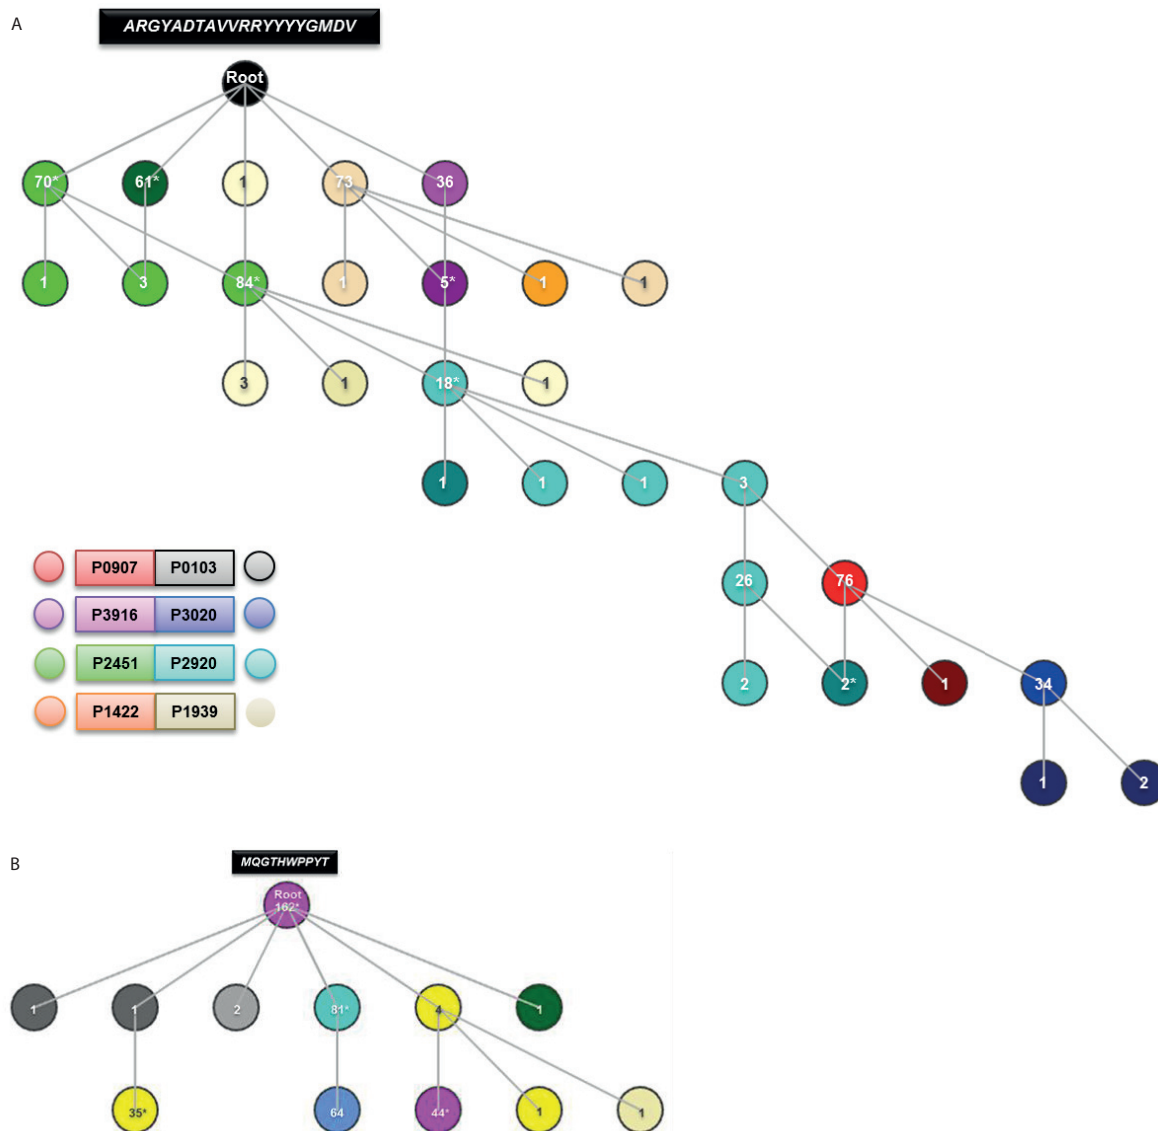 A
ARGYADTAVVRRYYYYGMDV
Root
70* 61* 1 73 36
1 3 84* 1 5* 1 1
3 1 18* 1
1 1 1 3
26 76
2 2* 1 34
1 2
P0907 P0103
P3916 P3020
P2451 P2920
P1422 P1939
B
MQGTHWPPYT
Root
162*
1 1 2 81* 4 1
35* 64 44* 1 1